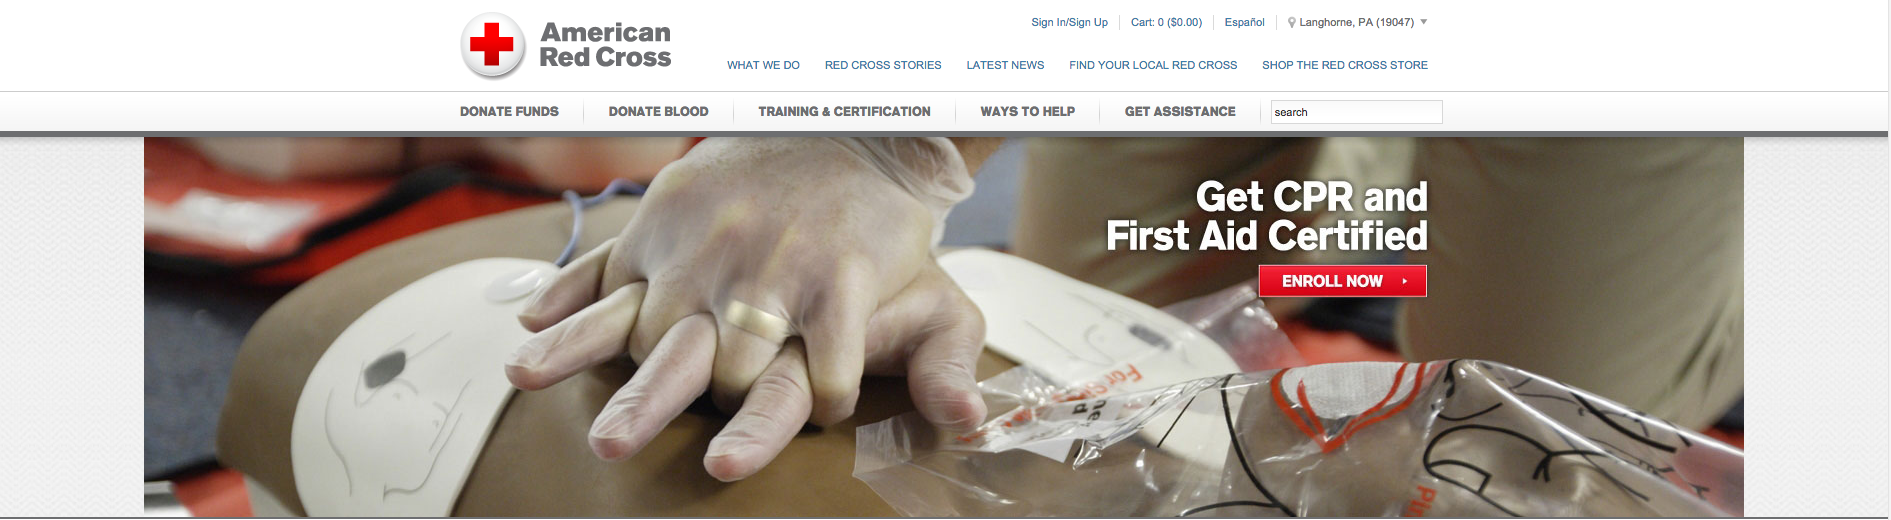 American
Red Cross
Sign In/Sign Up
Cart: 0 ($0.00)
Español
Langhorne, PA (19047)
WHAT WE DO
RED CROSS STORIES
LATEST NEWS
FIND YOUR LOCAL RED CROSS
SHOP THE RED CROSS STORE
DONATE FUNDS
DONATE BLOOD
TRAINING & CERTIFICATION
WAYS TO HELP
GET ASSISTANCE
search
Get CPR and
First Aid Certified
ENROLL NOW